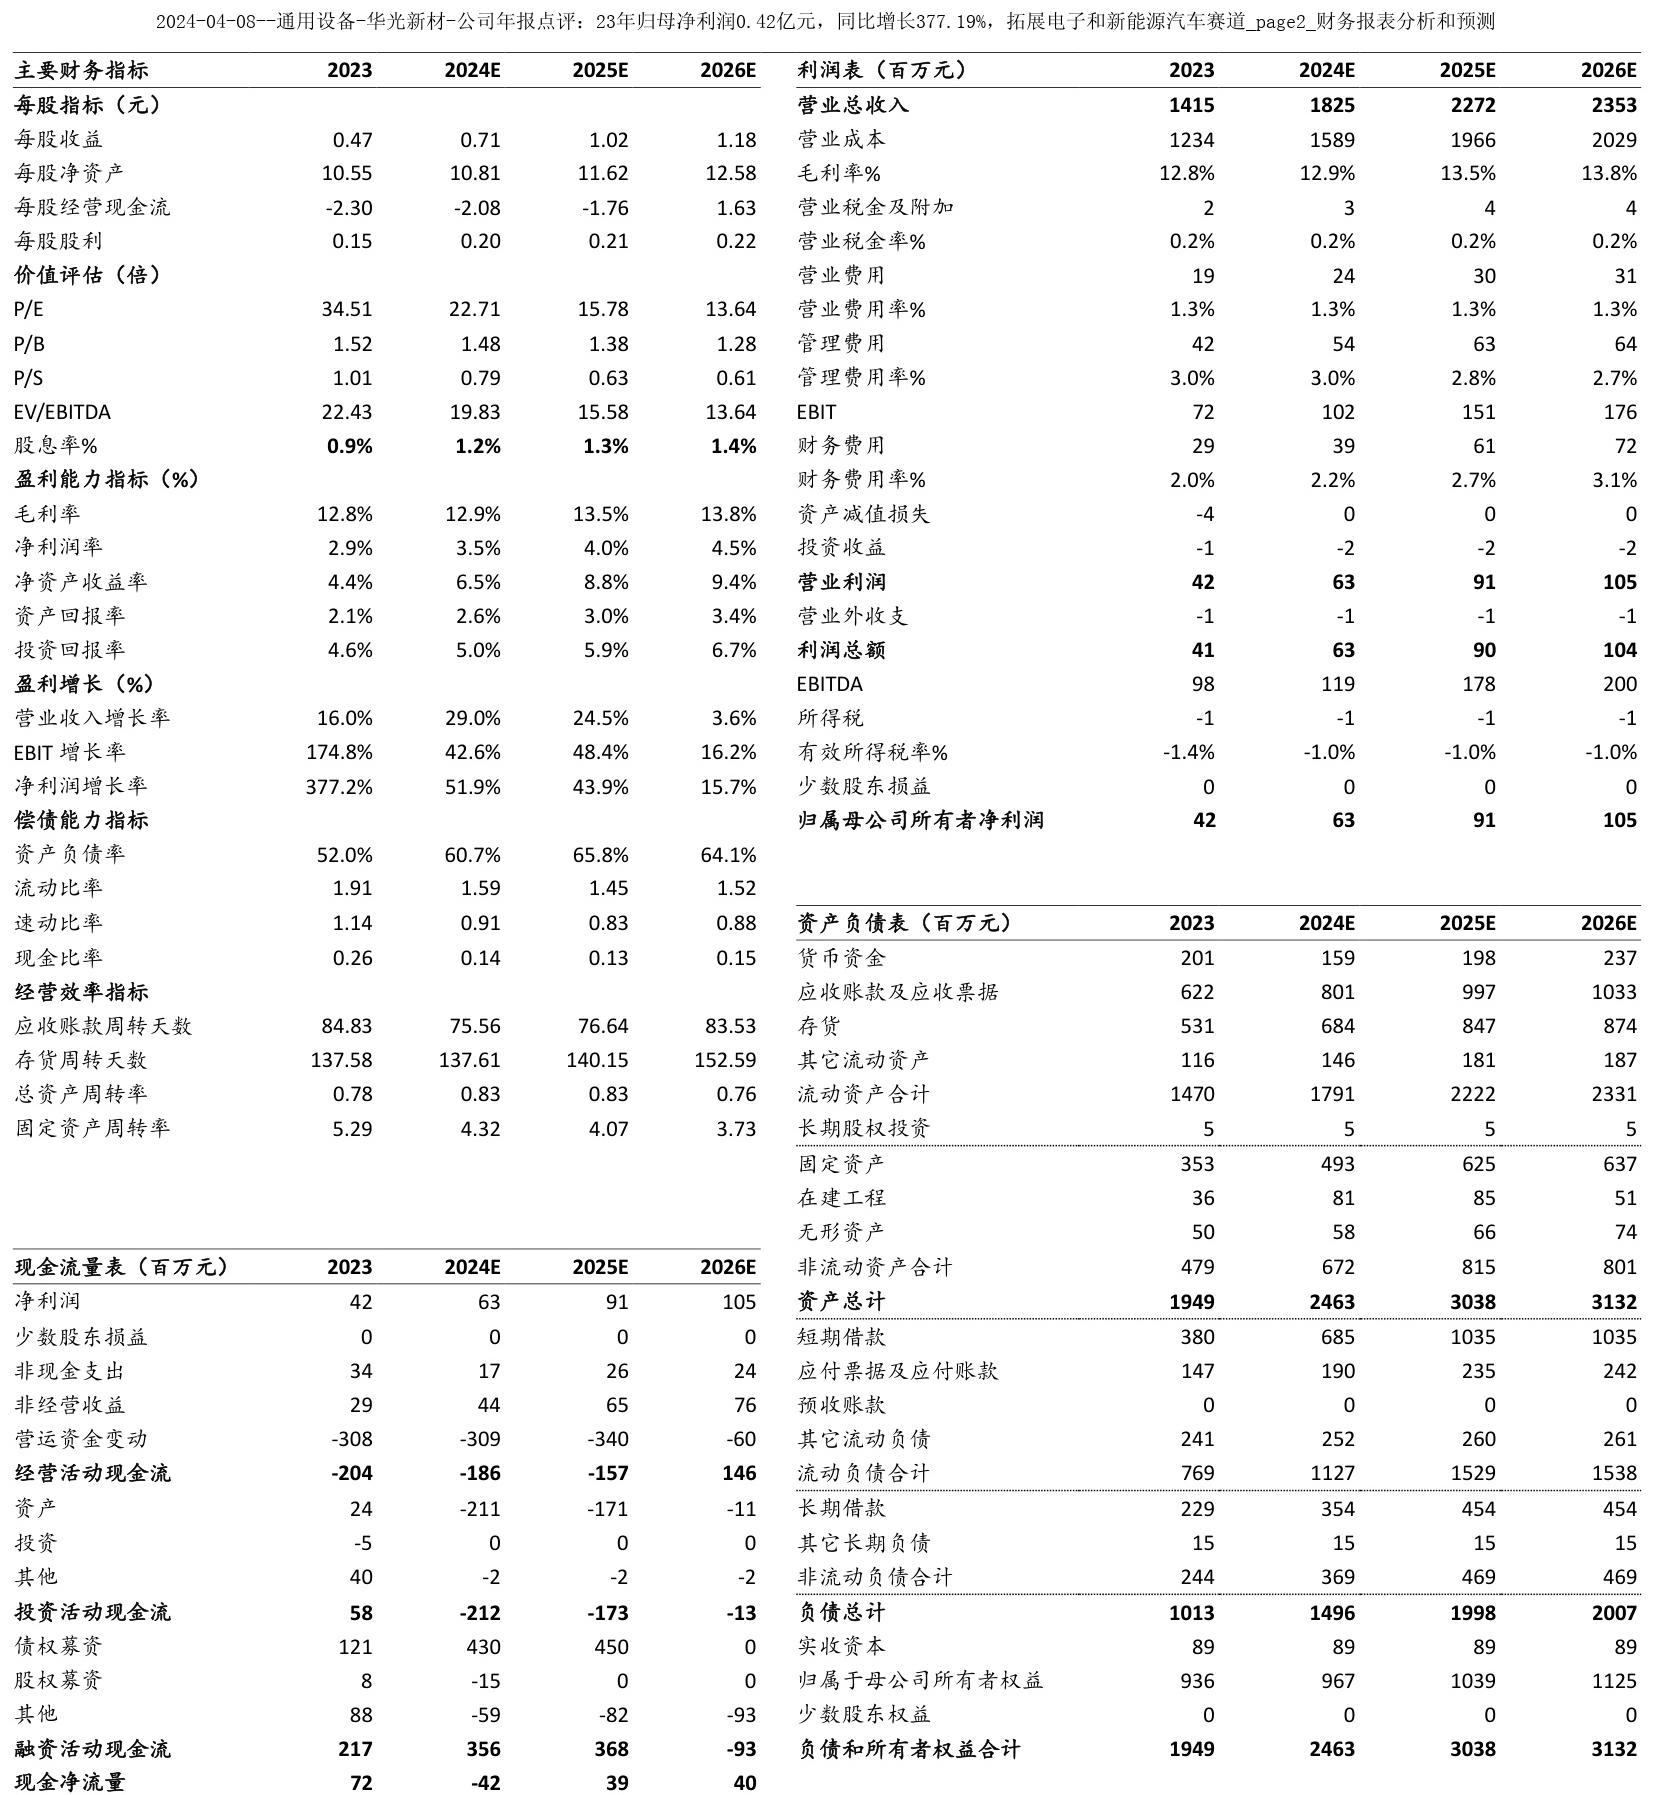 2024-04-08--通用设备-华光新材-公司年报点评：23年归母净利润0.42亿元，同比增长377.19%，拓展电子和新能源汽车赛道_page2_财务报表分析和预测
主要财务指标 2023 2024E 2025E 2026E
每股指标（元）
每股收益 0.47 0.71 1.02 1.18
每股净资产 10.55 10.81 11.62 12.58
每股经营现金流 -2.30 -2.08 -1.76 1.63
每股股利 0.15 0.20 0.21 0.22
价值评估（倍）
P/E 34.51 22.71 15.78 13.64
P/B 1.52 1.48 1.38 1.28
P/S 1.01 0.79 0.63 0.61
EV/EBITDA 22.43 19.83 15.58 13.64
股息率% 0.9% 1.2% 1.3% 1.4%
盈利能力指标（%）
毛利率 12.8% 12.9% 13.5% 13.8%
净利润率 2.9% 3.5% 4.0% 4.5%
净资产收益率 4.4% 6.5% 8.8% 9.4%
资产回报率 2.1% 2.6% 3.0% 3.4%
投资回报率 4.6% 5.0% 5.9% 6.7%
盈利增长（%）
营业收入增长率 16.0% 29.0% 24.5% 3.6%
EBIT 增长率 174.8% 42.6% 48.4% 16.2%
净利润增长率 377.2% 51.9% 43.9% 15.7%
偿债能力指标
资产负债率 52.0% 60.7% 65.8% 64.1%
流动比率 1.91 1.59 1.45 1.52
速动比率 1.14 0.91 0.83 0.88
现金比率 0.26 0.14 0.13 0.15
经营效率指标
应收账款周转天数 84.83 75.56 76.64 83.53
存货周转天数 137.58 137.61 140.15 152.59
总资产周转率 0.78 0.83 0.83 0.76
固定资产周转率 5.29 4.32 4.07 3.73
现金流量表（百万元） 2023 2024E 2025E 2026E
净利润 42 63 91 105
少数股东损益 0 0 0 0
非现金支出 34 17 26 24
非经营收益 29 44 65 76
营运资金变动 -308 -309 -340 -60
经营活动现金流 -204 -186 -157 146
资产 24 -211 -171 -11
投资 -5 0 0 0
其他 40 -2 -2 -2
投资活动现金流 58 -212 -173 -13
债权募资 121 430 450 0
股权募资 8 -15 0 0
其他 88 -59 -82 -93
融资活动现金流 217 356 368 -93
现金净流量 72 -42 39 40
利润表（百万元） 2023 2024E 2025E 2026E
营业总收入 1415 1825 2272 2353
营业成本 1234 1589 1966 2029
毛利率% 12.8% 12.9% 13.5% 13.8%
营业税金及附加 2 3 4 4
营业税金率% 0.2% 0.2% 0.2% 0.2%
营业费用 19 24 30 31
营业费用率% 1.3% 1.3% 1.3% 1.3%
管理费用 42 54 63 64
管理费用率% 3.0% 3.0% 2.8% 2.7%
EBIT 72 102 151 176
财务费用 29 39 61 72
财务费用率% 2.0% 2.2% 2.7% 3.1%
资产减值损失 -4 0 0 0
投资收益 -1 -2 -2 -2
营业利润 42 63 91 105
营业外收支 -1 -1 -1 -1
利润总额 41 63 90 104
EBITDA 98 119 178 200
所得税 -1 -1 -1 -1
有效所得税率% -1.4% -1.0% -1.0% -1.0%
少数股东损益 0 0 0 0
归属母公司所有者净利润 42 63 91 105
资产负债表（百万元） 2023 2024E 2025E 2026E
货币资金 201 159 198 237
应收账款及应收票据 622 801 997 1033
存货 531 684 847 874
其它流动资产 116 146 181 187
流动资产合计 1470 1791 2222 2331
长期股权投资 5 5 5 5
固定资产 353 493 625 637
在建工程 36 81 85 51
无形资产 50 58 66 74
非流动资产合计 479 672 815 801
资产总计 1949 2463 3038 3132
短期借款 380 685 1035 1035
应付票据及应付账款 147 190 235 242
预收账款 0 0 0 0
其它流动负债 241 252 260 261
流动负债合计 769 1127 1529 1538
长期借款 229 354 454 454
其它长期负债 15 15 15 15
非流动负债合计 244 369 469 469
负债总计 1013 1496 1998 2007
实收资本 89 89 89 89
归属于母公司所有者权益 936 967 1039 1125
少数股东权益 0 0 0 0
负债和所有者权益合计 1949 2463 3038 3132